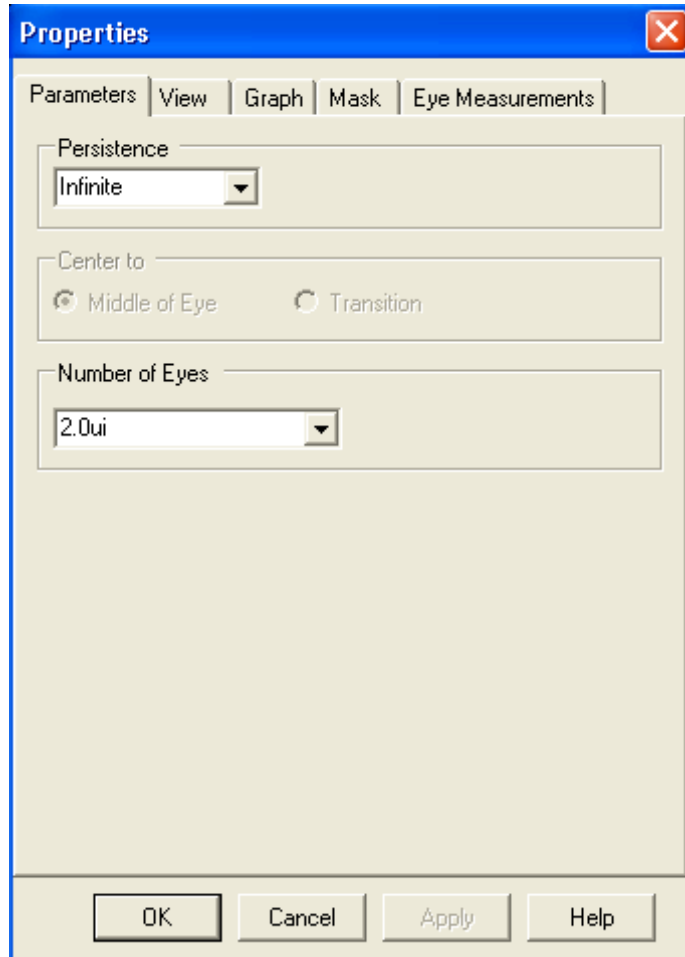 Properties
Parameters View Graph Mask Eye Measurements
Persistence
Infinite
Center to
Middle of Eye Transition
Number of Eyes
2.0ui
OK Cancel Apply Help